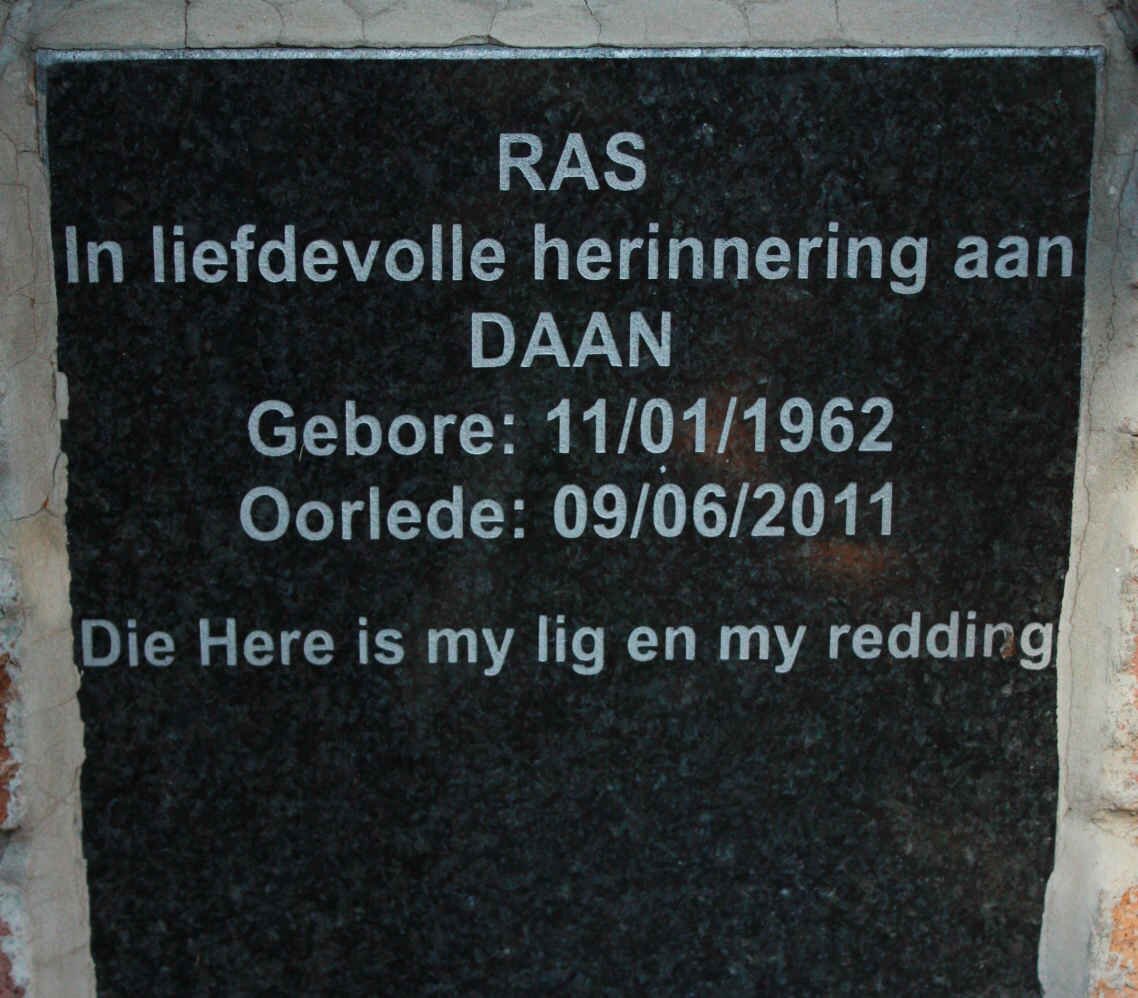 RAS
In liefdevolle herinnering aan
DAAN
Gebore: 11/01/1962
Oorlede: 09/06/2011
Die Here is my lig en my redding